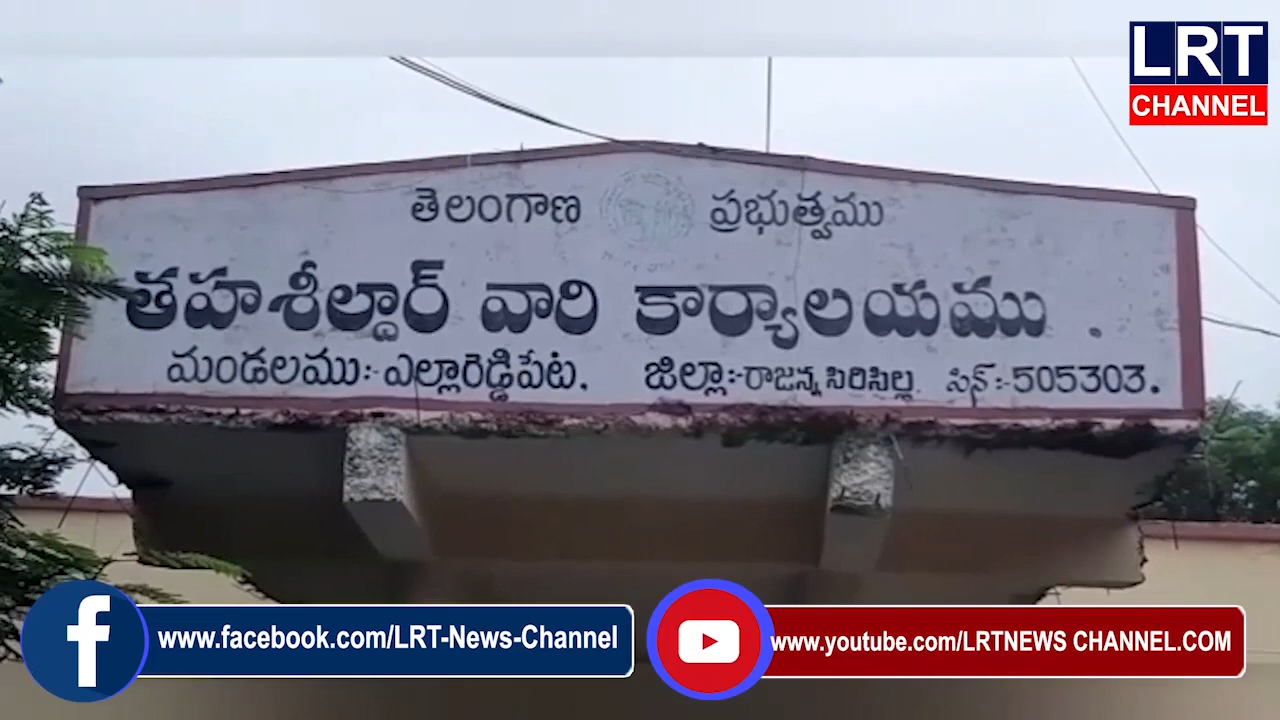 LRT
CHANNEL
తెలంగాణ ప్రభుత్వము
తహశీల్దార్ వారి కార్యాలయము .
మండలము:-ఎల్లారెడ్డిపేట. జిల్లా:-రాజన్న సిరిసిల్ల. పిన్:-505303.
www.facebook.com/LRT-News-Channel
www.youtube.com/LRTNEWS CHANNEL.COM